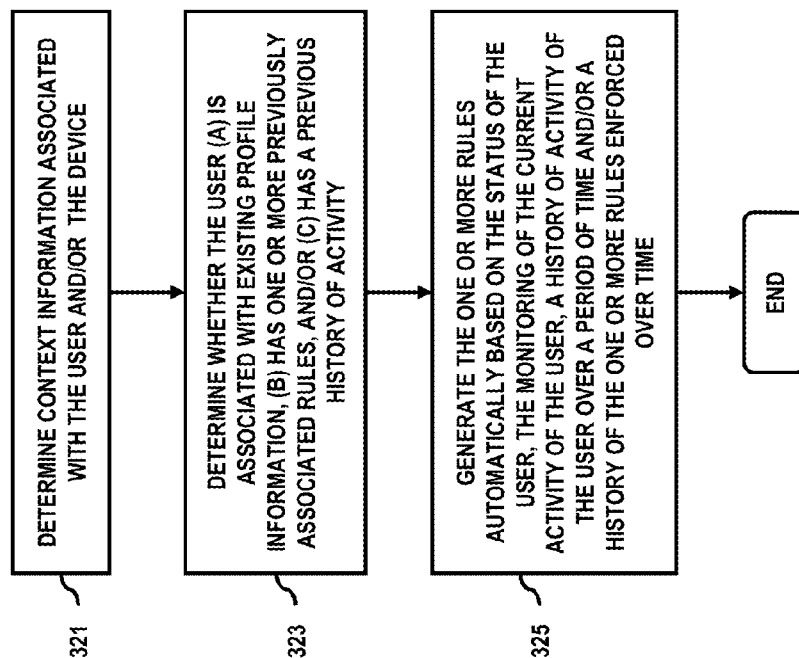 321
DETERMINE CONTEXT INFORMATION ASSOCIATED
WITH THE USER AND/OR THE DEVICE
323
DETERMINE WHETHER THE USER (A) IS
ASSOCIATED WITH EXISTING PROFILE
INFORMATION, (B) HAS ONE OR MORE PREVIOUSLY
ASSOCIATED RULES, AND/OR (C) HAS A PREVIOUS
HISTORY OF ACTIVITY
325
GENERATE THE ONE OR MORE RULES
AUTOMATICALLY BASED ON THE STATUS OF THE
USER, THE MONITORING OF THE CURRENT
ACTIVITY OF THE USER, A HISTORY OF ACTIVITY OF
THE USER OVER A PERIOD OF TIME AND/OR A
HISTORY OF THE ONE OR MORE RULES ENFORCED
OVER TIME
END